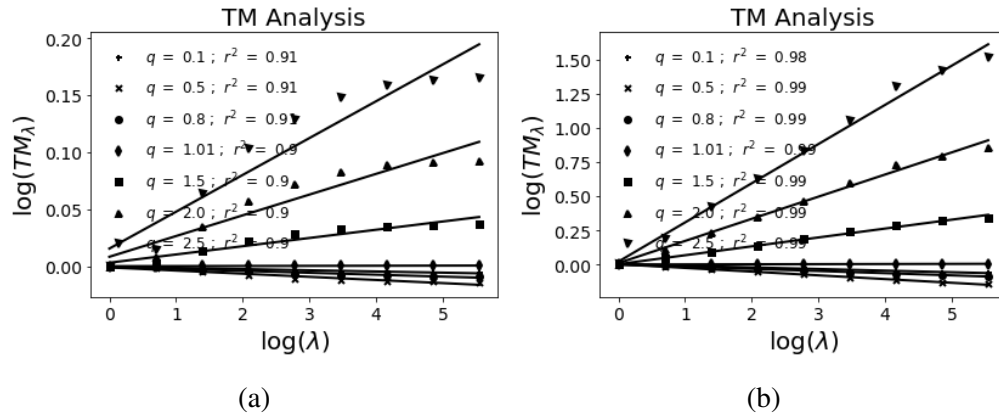 TM Analysis
log(TM_λ)
0.20
0.15
0.10
0.05
0.00
q = 0.1 ; r² = 0.91
q = 0.5 ; r² = 0.91
q = 0.8 ; r² = 0.91
q = 1.01 ; r² = 0.9
q = 1.5 ; r² = 0.9
q = 2.0 ; r² = 0.9
q = 2.5 ; r² = 0.9
0 1 2 3 4 5
log(λ)
(a)
TM Analysis
log(TM_λ)
1.50
1.25
1.00
0.75
0.50
0.25
0.00
q = 0.1 ; r² = 0.98
q = 0.5 ; r² = 0.99
q = 0.8 ; r² = 0.99
q = 1.01 ; r² = 0.99
q = 1.5 ; r² = 0.99
q = 2.0 ; r² = 0.99
q = 2.5 ; r² = 0.99
0 1 2 3 4 5
log(λ)
(b)